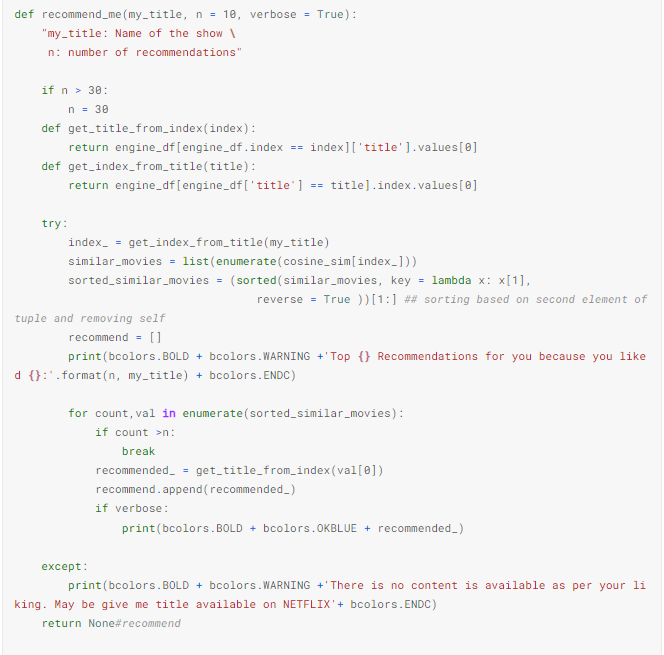 def recommend_me(my_title, n = 10, verbose = True):
    "my_title: Name of the show \
     n: number of recommendations"
    if n > 30:
        n = 30
    def get_title_from_index(index):
        return engine_df[engine_df.index == index]['title'].values[0]
    def get_index_from_title(title):
        return engine_df[engine_df['title'] == title].index.values[0]
    try:
        index_ = get_index_from_title(my_title)
        similar_movies = list(enumerate(cosine_sim[index_]))
        sorted_similar_movies = (sorted(similar_movies, key = lambda x: x[1],
                                    reverse = True ))[1:] ## sorting based on second element of
tuple and removing self
        recommend = []
        print(bcolors.BOLD + bcolors.WARNING +'Top {} Recommendations for you because you like
d {}:'.format(n, my_title) + bcolors.ENDC)
        for count,val in enumerate(sorted_similar_movies):
            if count >n:
                break
            recommended_ = get_title_from_index(val[0])
            recommend.append(recommended_)
            if verbose:
                print(bcolors.BOLD + bcolors.OKBLUE + recommended_)
    except:
        print(bcolors.BOLD + bcolors.WARNING +'There is no content is available as per your li
king. May be give me title available on NETFLIX'+ bcolors.ENDC)
    return None#recommend